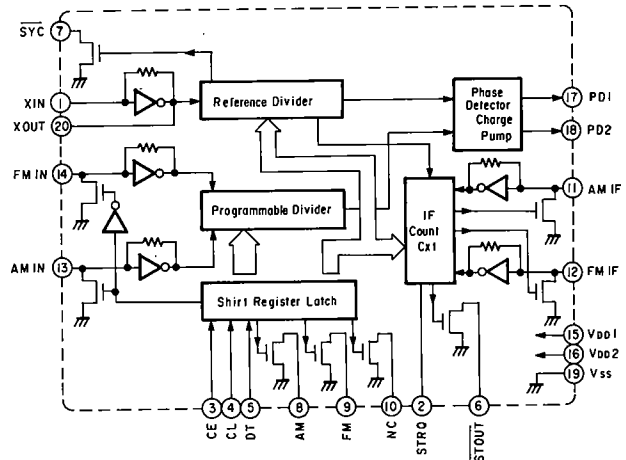 SYC
7
XIN
1
XOUT
20
FM IN
14
AM IN
13
Reference Divider
Programmable Divider
Shirt Register Latch
Phase
Detector
Charge
Pump
IF
Count
Cx1
17
PD1
18
PD2
11
AM IF
12
FM IF
15
VDD1
16
VDD2
19
Vss
3
4
5
8
9
10
2
6
CE
CL
DT
AM
FM
NC
STRQ
STOUT